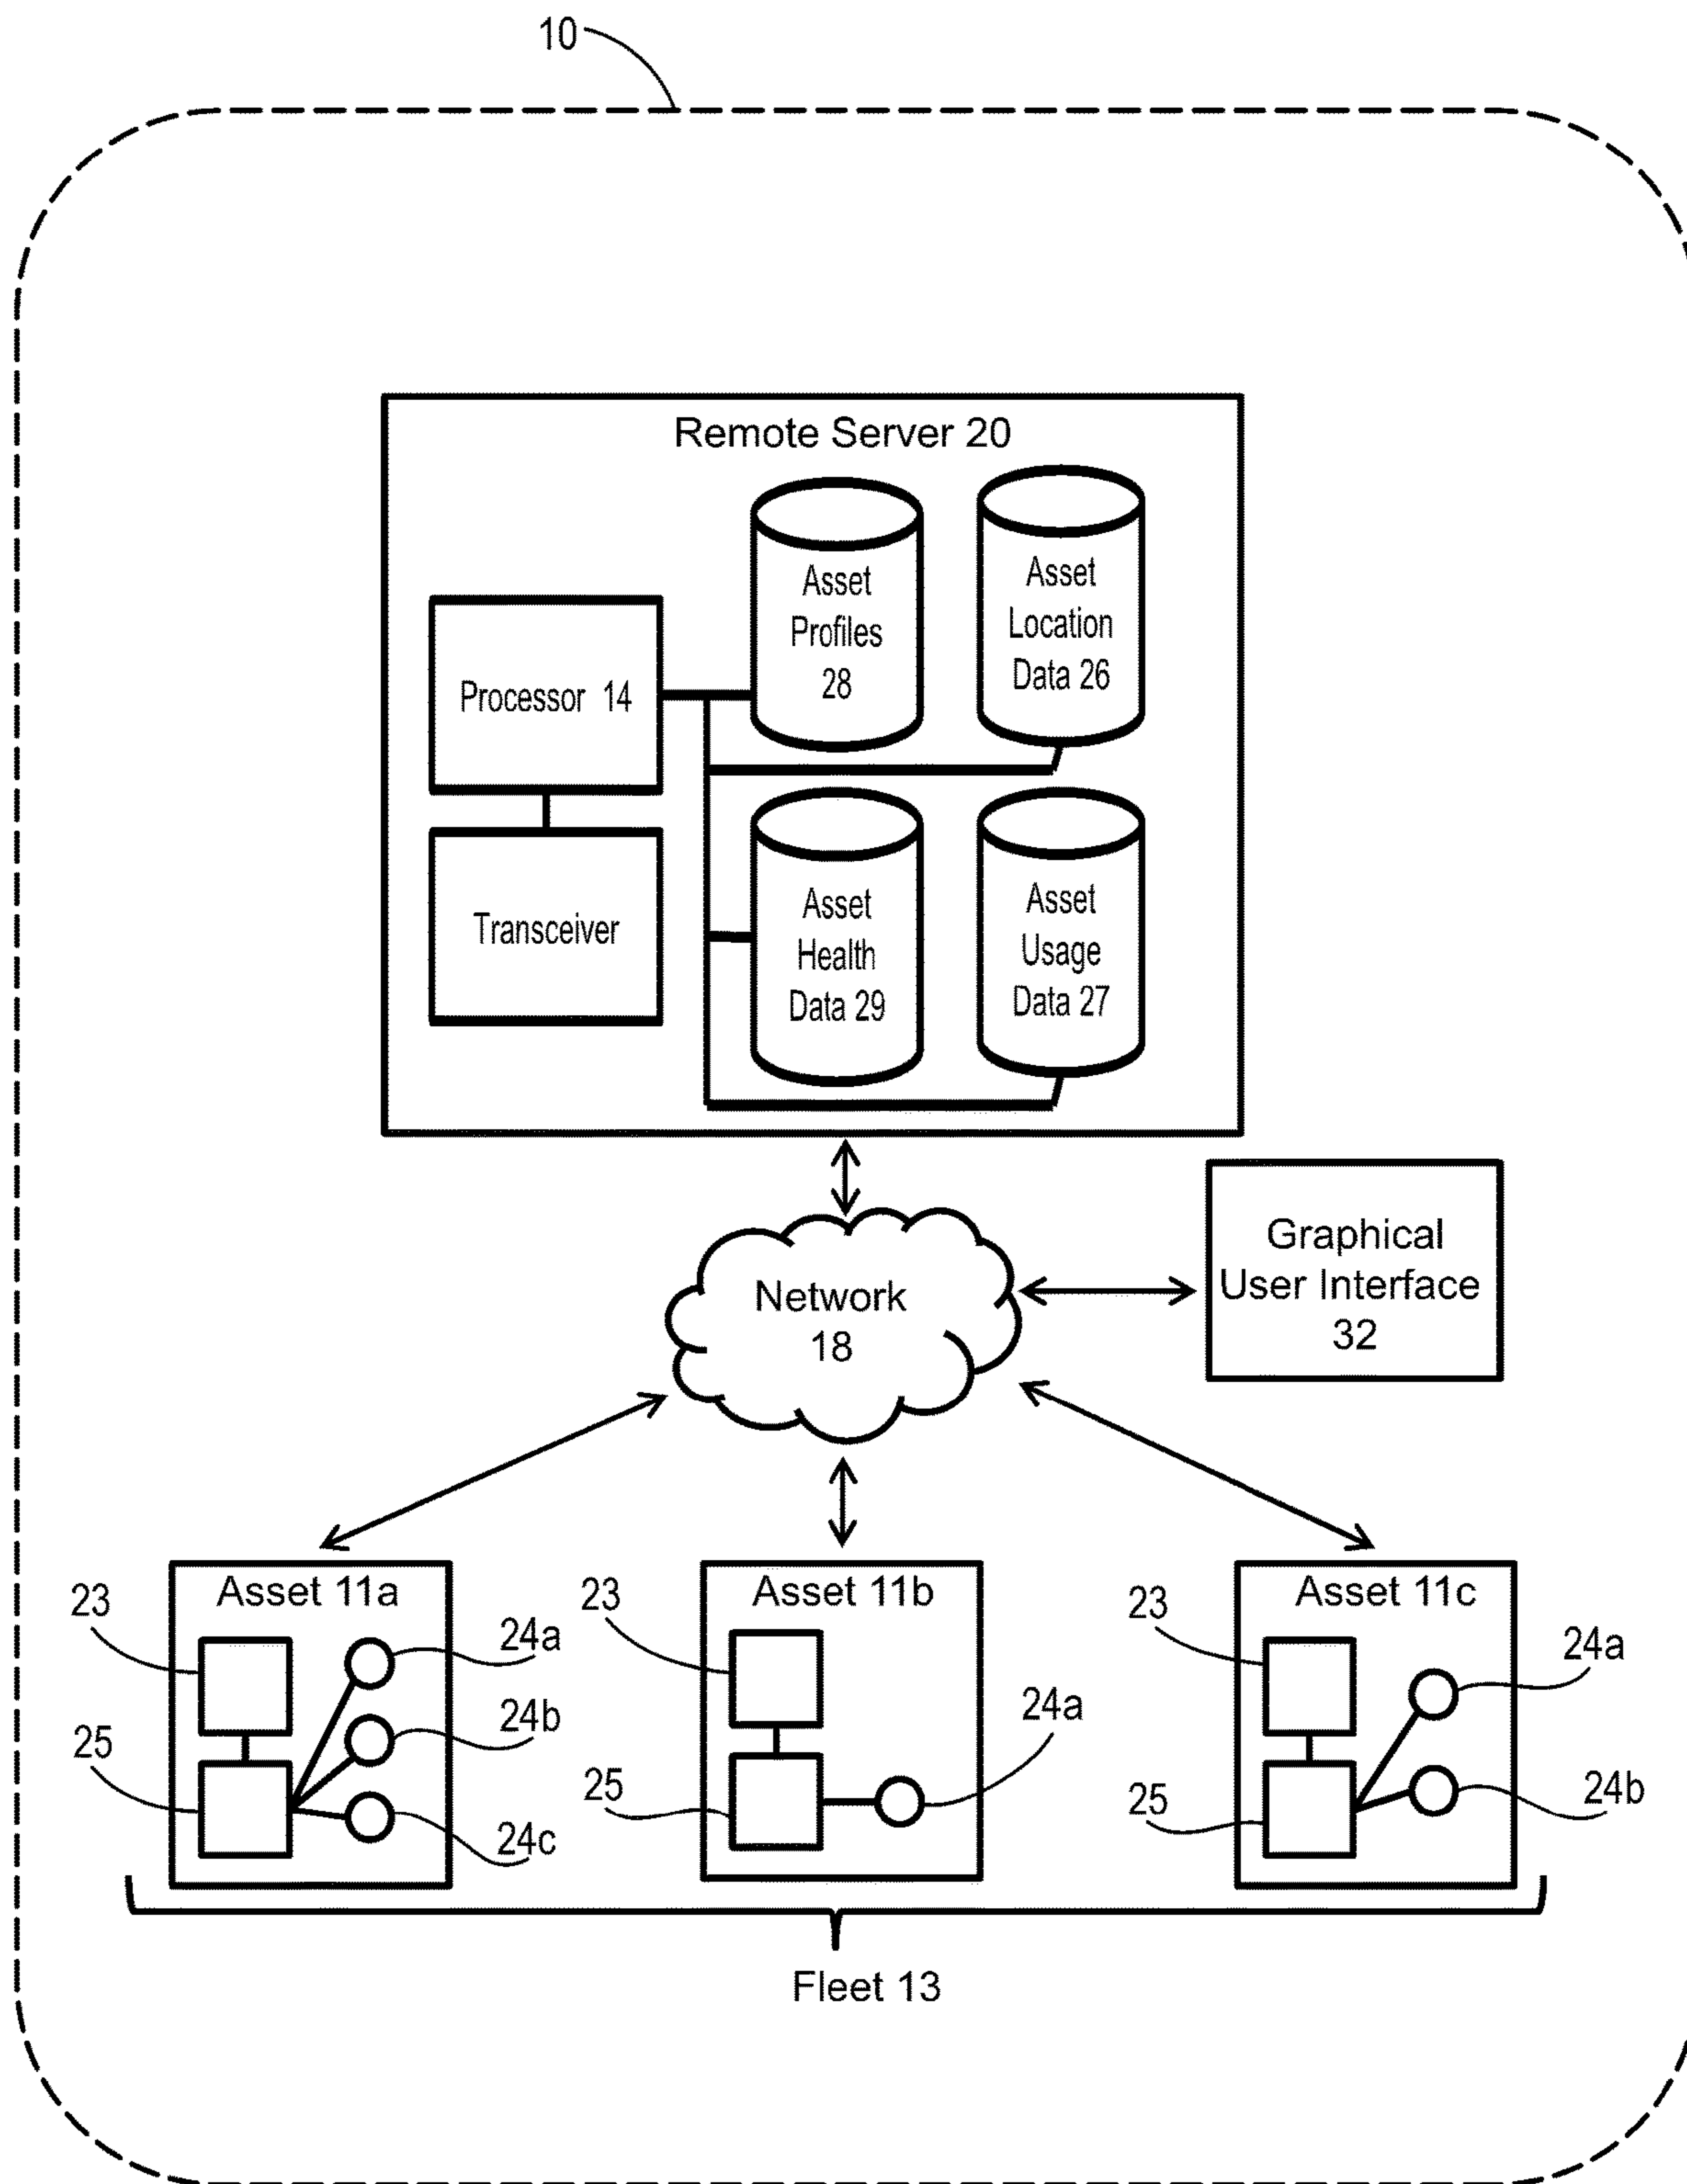 10
Remote Server 20
Asset
Profiles
28
Asset
Location
Data 26
Processor 14
Transceiver
Asset
Health
Data 29
Asset
Usage
Data 27
Network
18
Graphical
User Interface
32
Asset 11a
23
25
24a
24b
24c
Asset 11b
23
25
24a
Asset 11c
23
25
24a
24b
Fleet 13